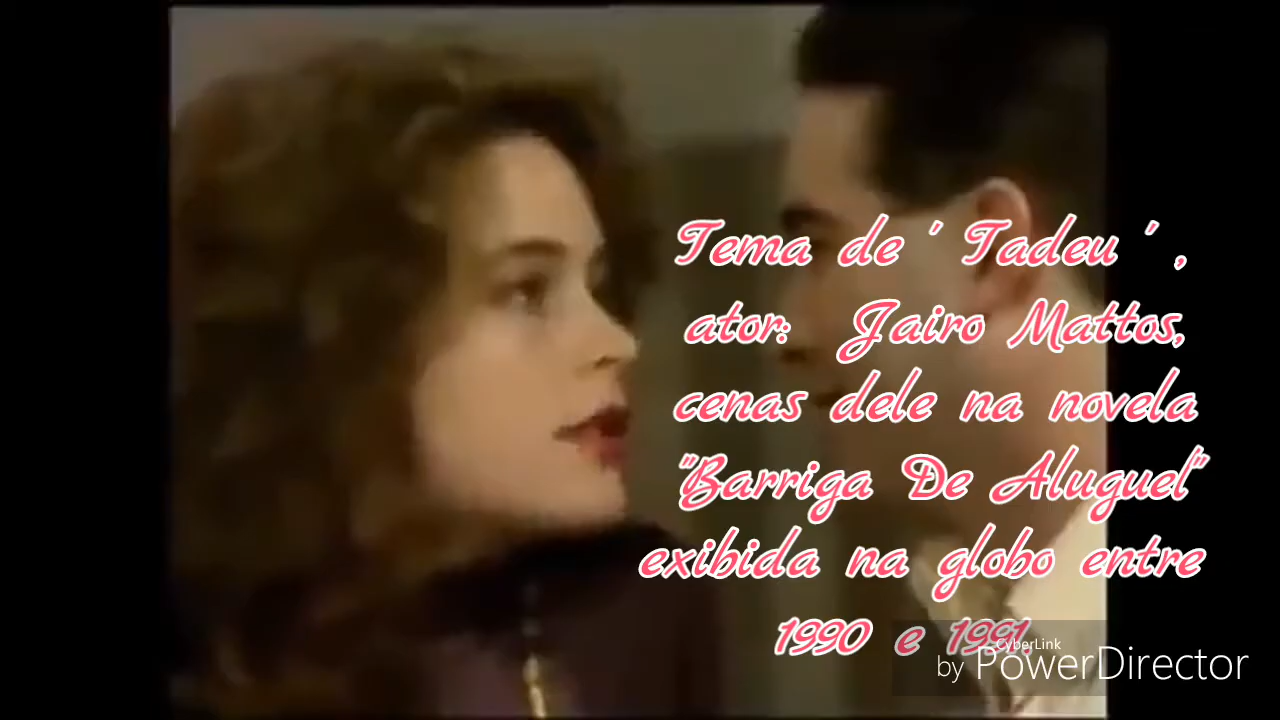 Tema de ' Tadeu ' ,
ator: Jairo Mattos,
cenas dele na novela
"Barriga De Aluguel"
exibida na globo entre
1990 e 1991.
CyberLink
by PowerDirector